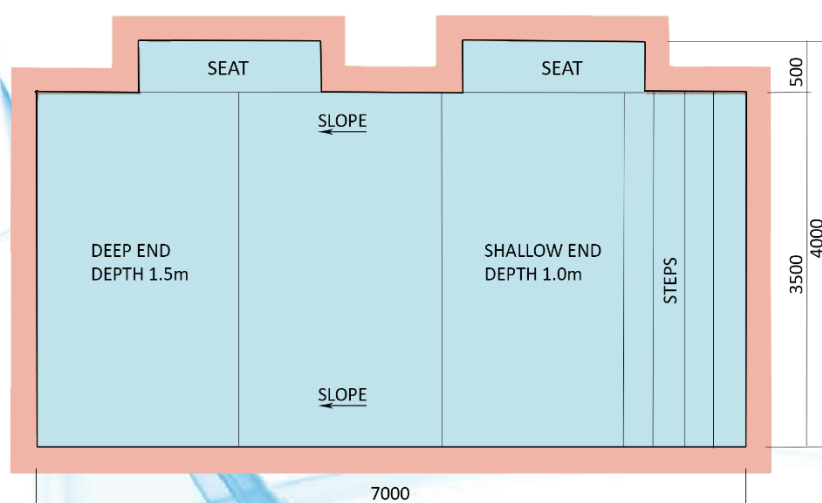 SEAT
SEAT
500
SLOPE
DEEP END
DEPTH 1.5m
SHALLOW END
DEPTH 1.0m
STEPS
3500
4000
SLOPE
7000